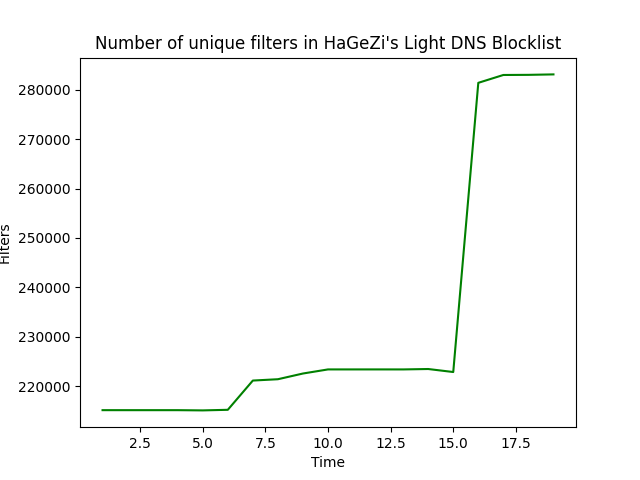 Number of unique filters in HaGeZi's Light DNS Blocklist
280000
270000
260000
250000
240000
230000
220000
Filters
2.5 5.0 7.5 10.0 12.5 15.0 17.5
Time